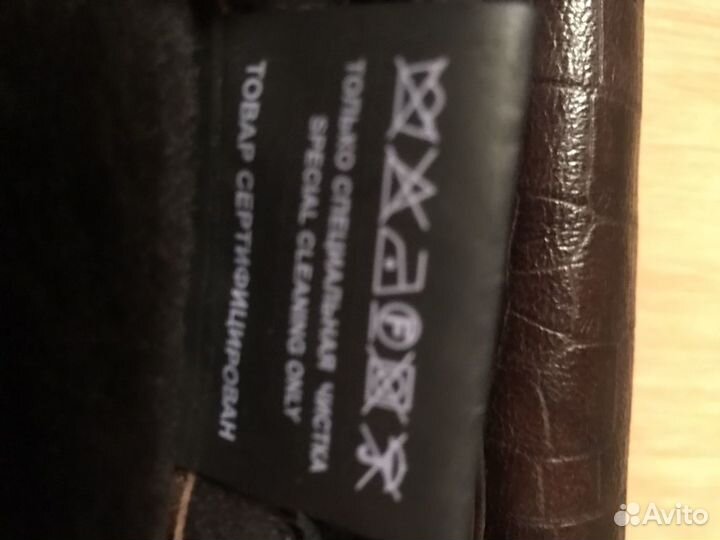 ТОЛЬКО СПЕЦИАЛЬНАЯ ЧИСТКА
SPECIAL CLEANING ONLY
ТОВАР СЕРТИФИЦИРОВАН
F
Avito